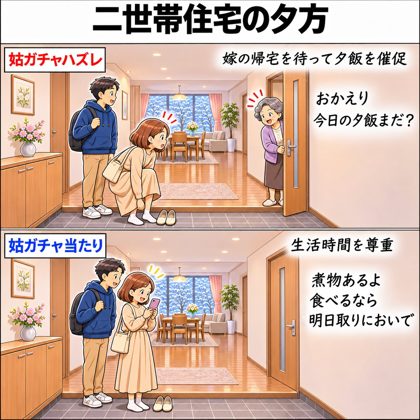 二世帯住宅の夕方
姑ガチャハズレ
嫁の帰宅を待って夕飯を催促
おかえり
今日の夕飯まだ？
姑ガチャ当たり
生活時間を尊重
煮物あるよ
食べるなら
明日取りにおいで